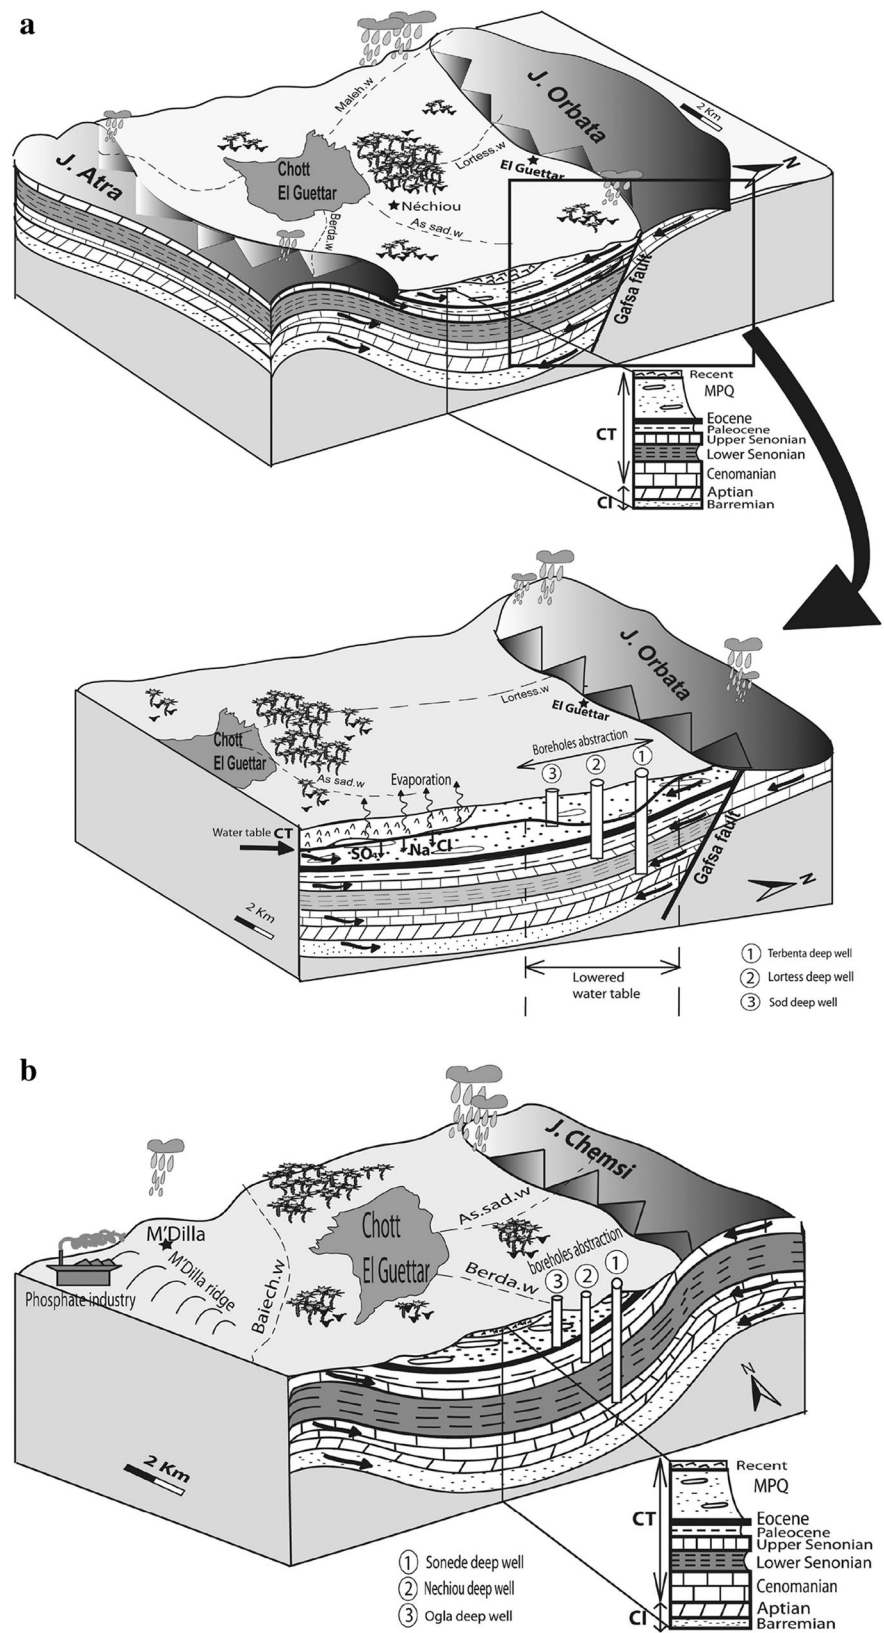 a
J. Orbata
2 Km
N
Maleh.w
J. Atra
Chott
El Guettar
Lortess.w
El Guettar
Néchiou
Berda.w
As sad.w
Gafsa fault
Recent
MPQ
CT
Eocene
Paleocene
Upper Senonian
Lower Senonian
Cenomanian
CI
Aptian
Barremian
J. Orbata
Lortess.w
El Guettar
Chott
El Guettar
Boreholes abstraction
As sad.w
Evaporation
3
2
1
Water table CT
SO₄
Na Cl
Gafsa fault
N
2 Km
1 Terbenta deep well
Lowered
water table
2 Lortess deep well
3 Sod deep well
b
J. Chemsi
M'Dilla
M'Dilla ridge
Phosphate industry
Baiech.w
Chott
El Guettar
As.sad.w
Berda.w
boreholes abstraction
3
2
1
N
2 Km
Recent
MPQ
CT
Eocene
Paleocene
Upper Senonian
Lower Senonian
Cenomanian
CI
Aptian
Barremian
1 Sonede deep well
2 Nechiou deep well
3 Ogla deep well